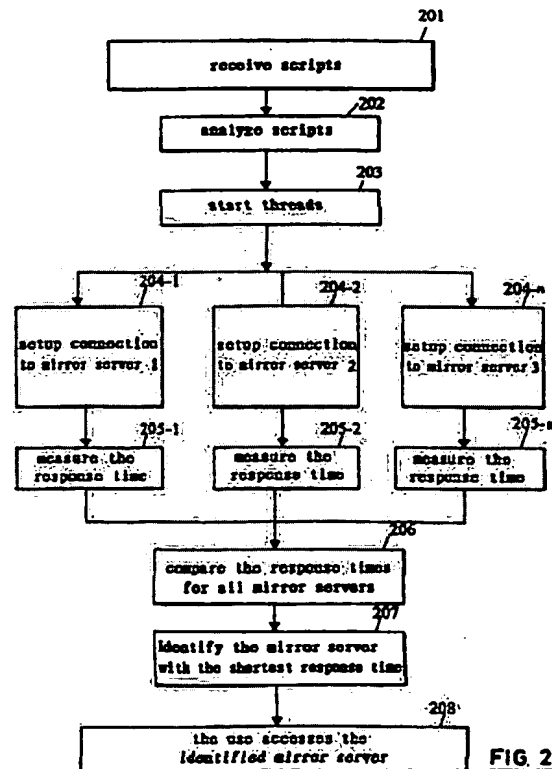 201
receive scripts
202
analyze scripts
203
start threads
204-1
204-2
204-n
setup connection
to mirror server 1
setup connection
to mirror server 2
setup connection
to mirror server 3
205-1
205-2
205-n
measure the
response time
measure the
response time
measure the
response time
206
compare the response times
for all mirror servers
207
Identify the mirror server
with the shortest response time
208
the use accesses the
identified mirror server
FIG. 2